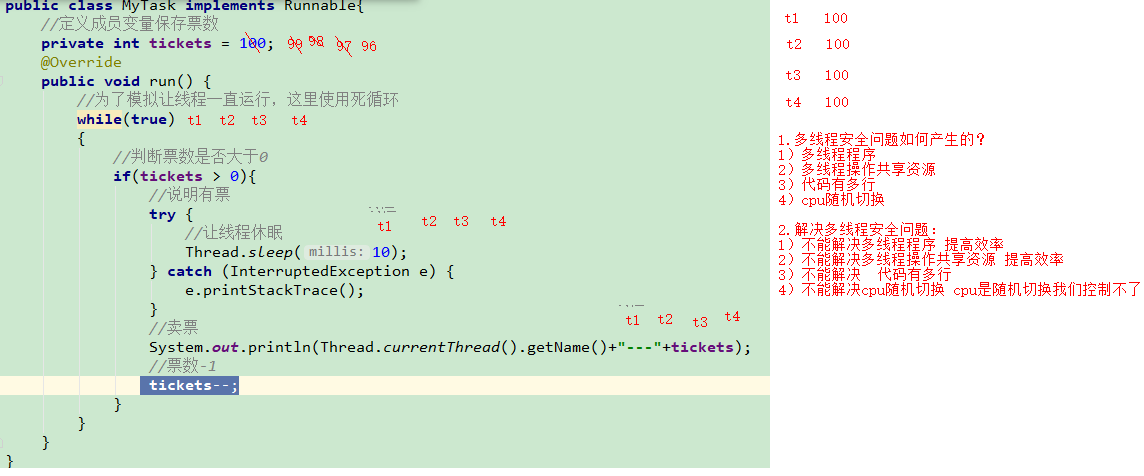 public class MyTask implements Runnable{
//定义成员变量保存票数
private int tickets = 100; 99 98 97 96
@Override
public void run() {
//为了模拟让线程一直运行，这里使用死循环
while(true) t1 t2 t3 t4
{
//判断票数是否大于0
if(tickets > 0){
//说明有票
try {
t1 t2 t3 t4
//让线程休眠
Thread.sleep( millis: 10);
} catch (InterruptedException e) {
e.printStackTrace();
}
t1 t2 t3 t4
//卖票
System.out.println(Thread.currentThread().getName()+"---"+tickets);
//票数-1
tickets--;
}
}
}
}
t1 100
t2 100
t3 100
t4 100
1.多线程安全问题如何产生的？
1）多线程程序
2）多线程操作共享资源
3）代码有多行
4）cpu随机切换
2.解决多线程安全问题：
1）不能解决多线程程序 提高效率
2）不能解决多线程操作共享资源 提高效率
3）不能解决 代码有多行
4）不能解决cpu随机切换 cpu是随机切换我们控制不了